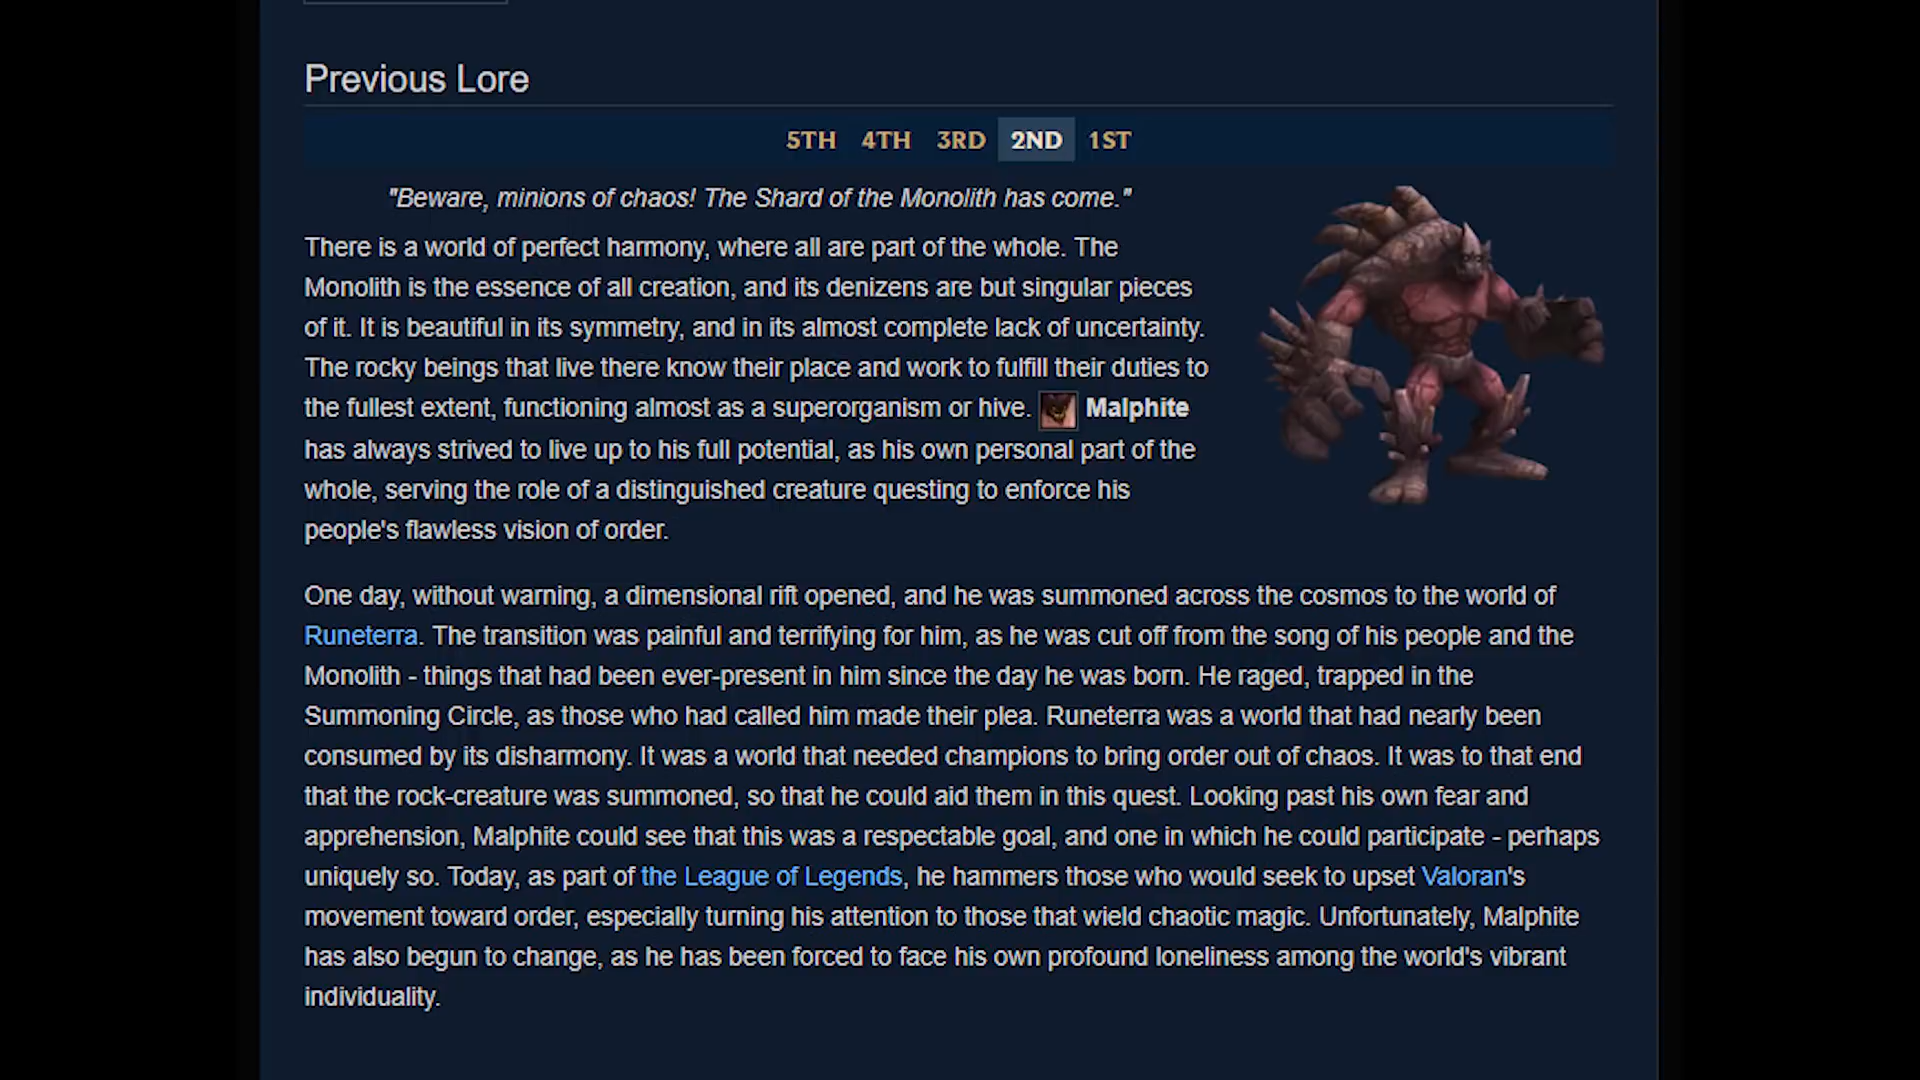 Previous Lore
5TH 4TH 3RD 2ND 1ST
"Beware, minions of chaos! The Shard of the Monolith has come."
There is a world of perfect harmony, where all are part of the whole. The
Monolith is the essence of all creation, and its denizens are but singular pieces
of it. It is beautiful in its symmetry, and in its almost complete lack of uncertainty.
The rocky beings that live there know their place and work to fulfill their duties to
the fullest extent, functioning almost as a superorganism or hive. Malphite
has always strived to live up to his full potential, as his own personal part of the
whole, serving the role of a distinguished creature questing to enforce his
people's flawless vision of order.
One day, without warning, a dimensional rift opened, and he was summoned across the cosmos to the world of
Runeterra. The transition was painful and terrifying for him, as he was cut off from the song of his people and the
Monolith - things that had been ever-present in him since the day he was born. He raged, trapped in the
Summoning Circle, as those who had called him made their plea. Runeterra was a world that had nearly been
consumed by its disharmony. It was a world that needed champions to bring order out of chaos. It was to that end
that the rock-creature was summoned, so that he could aid them in this quest. Looking past his own fear and
apprehension, Malphite could see that this was a respectable goal, and one in which he could participate - perhaps
uniquely so. Today, as part of the League of Legends, he hammers those who would seek to upset Valoran's
movement toward order, especially turning his attention to those that wield chaotic magic. Unfortunately, Malphite
has also begun to change, as he has been forced to face his own profound loneliness among the world's vibrant
individuality.